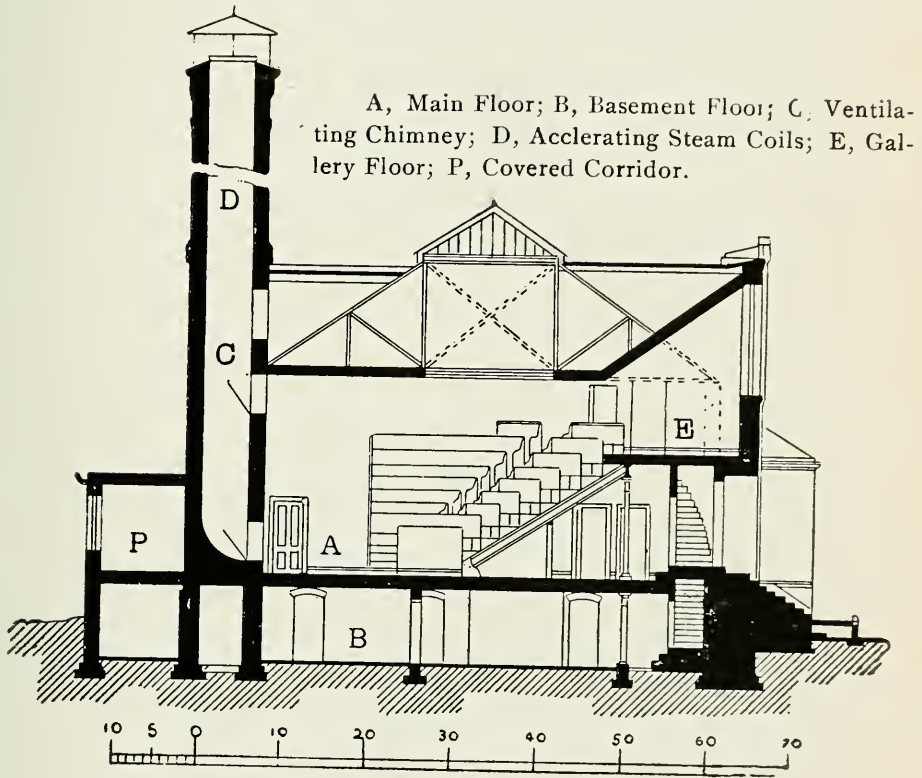 A, Main Floor; B, Basement Floor; C, Ventila-
ting Chimney; D, Acclerating Steam Coils; E, Gal-
lery Floor; P, Covered Corridor.
D
C
E
P
A
B
10 5 0 10 20 30 40 50 60 70